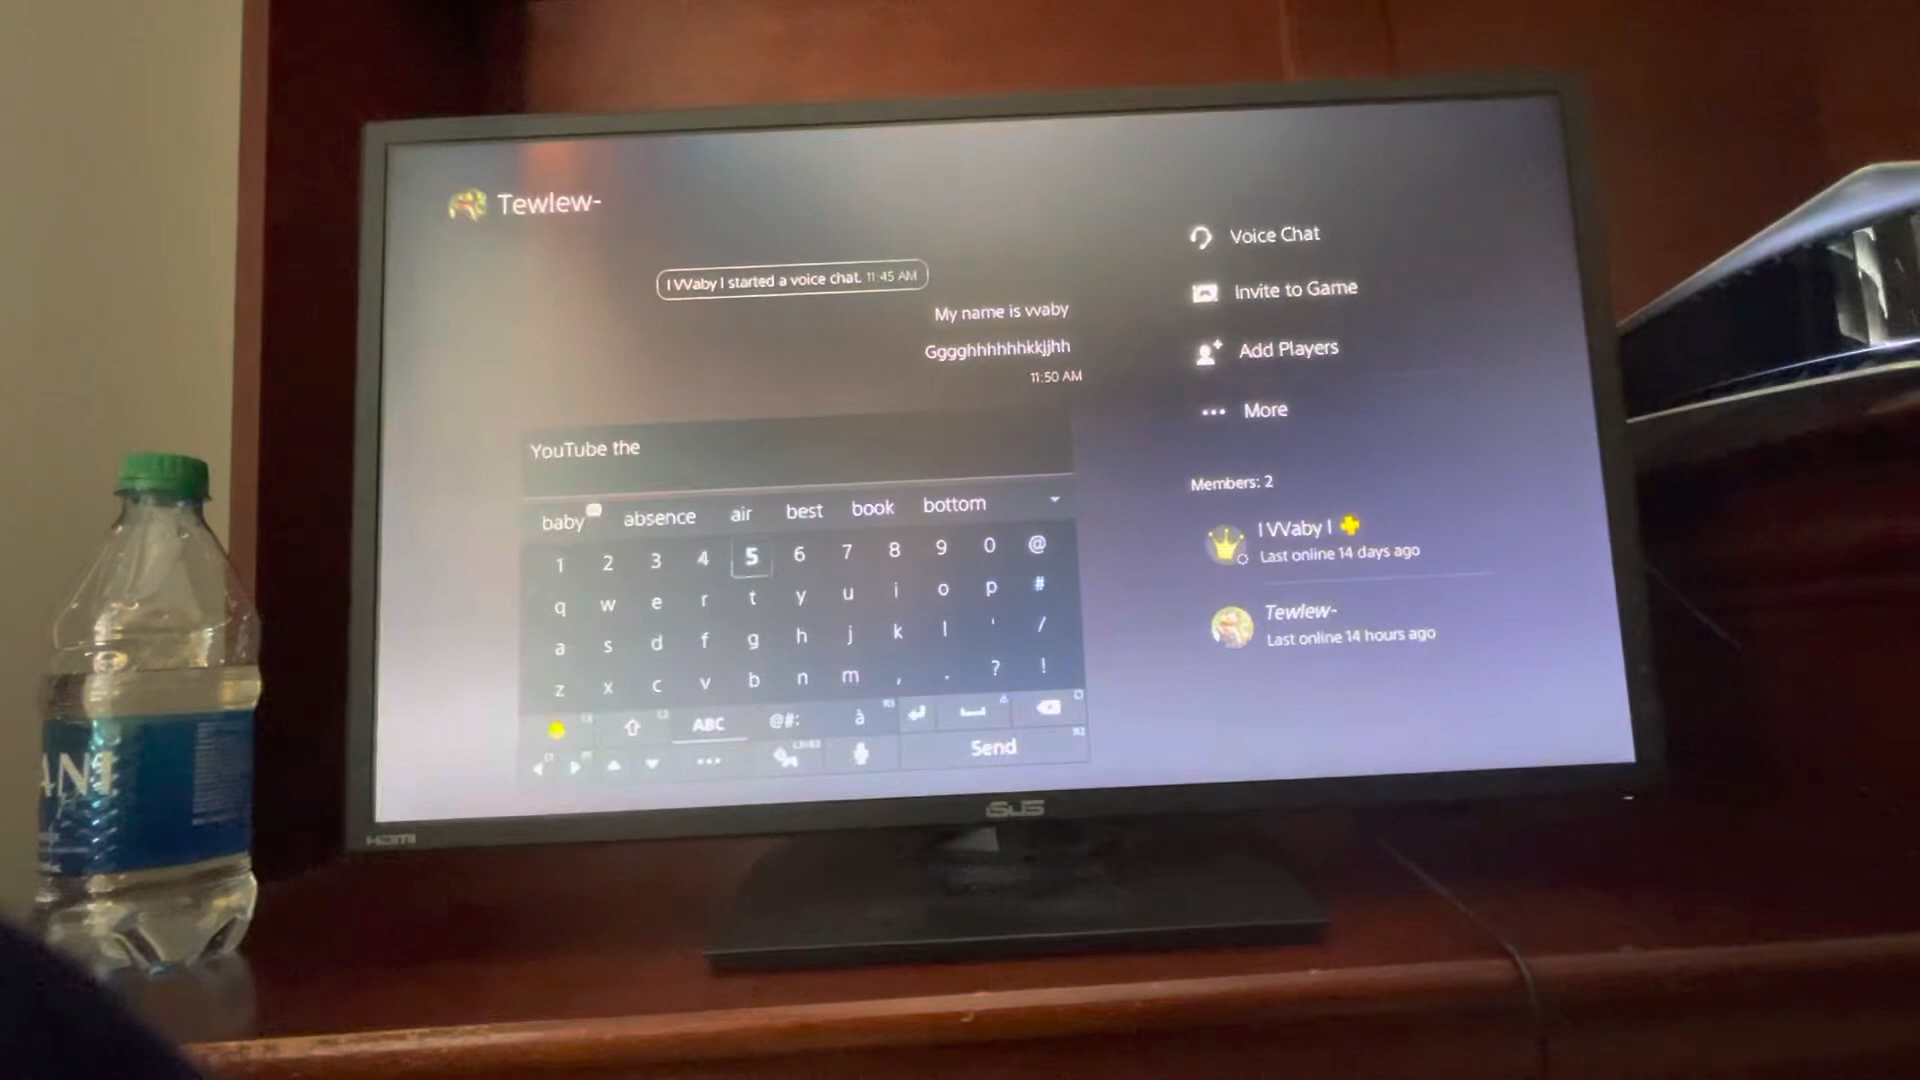 Tewlew-
I VVaby I started a voice chat. 11:45 AM
My name is vvaby
Gggghhhhhhkkjjhh
11:50 AM
YouTube the
baby absence air best book bottom
1 2 3 4 5 6 7 8 9 0 @
q w e r t y u i o p #
a s d f g h j k l ' /
z x c v b n m , . ? !
ABC @#: à
Send
Voice Chat
Invite to Game
Add Players
More
Members: 2
I VVaby I
Last online 14 days ago
Tewlew-
Last online 14 hours ago
HDMI
ASUS